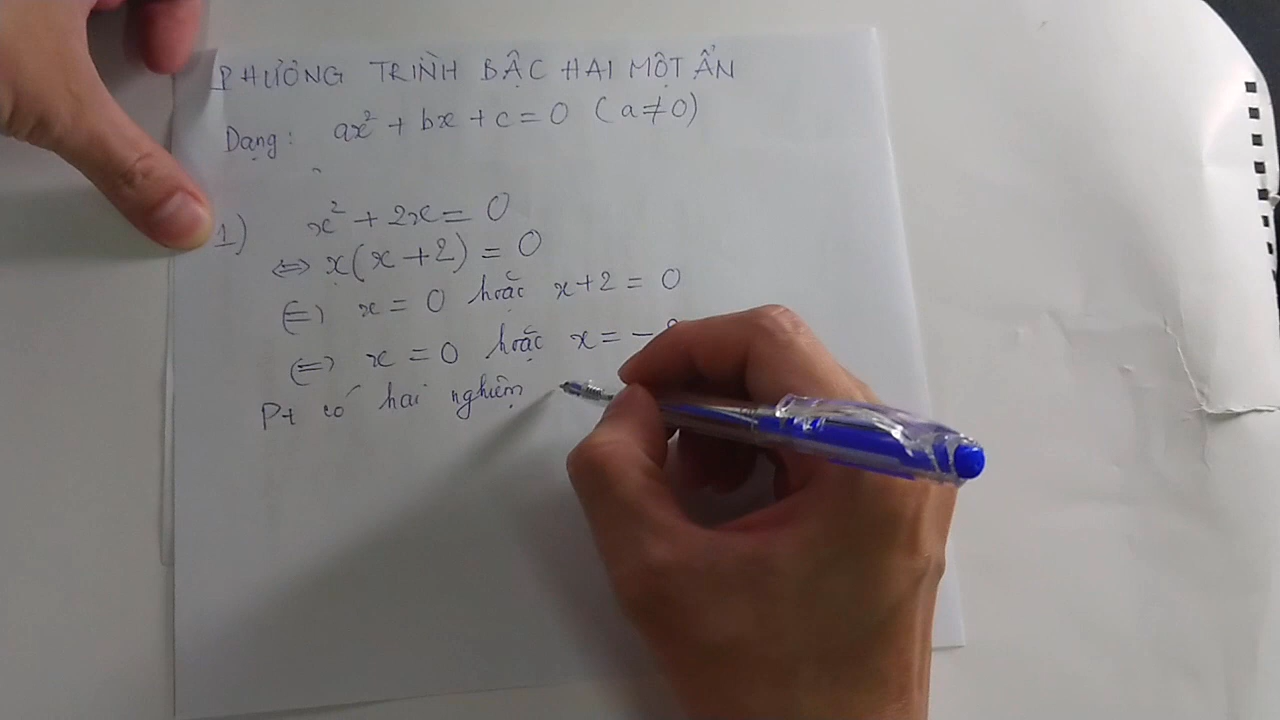 PHƯƠNG TRÌNH BẬC HAI MỘT ẨN
Dạng: ax² + bx + c = 0 (a ≠ 0)
1) x² + 2x = 0
⇔ x(x+2) = 0
⇔ x = 0 hoặc x+2 = 0
⇔ x = 0 hoặc x = -
Pt có hai nghiệm